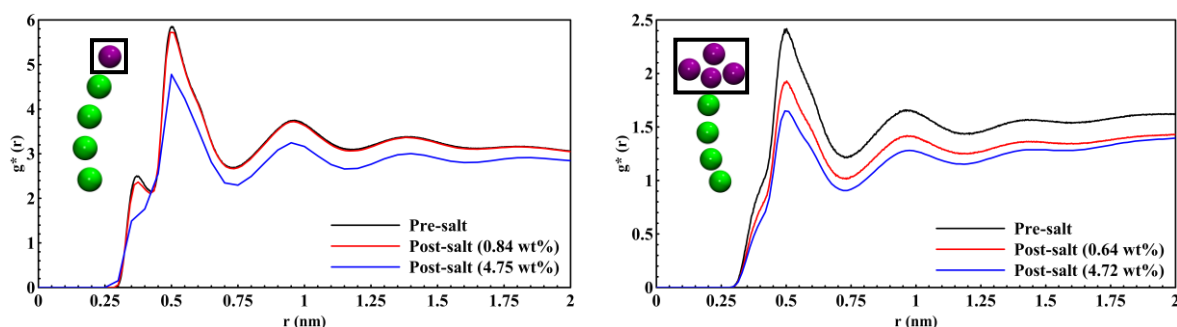 6
5
4
3
2
1
0
g* (r)
Pre-salt
Post-salt (0.84 wt%)
Post-salt (4.75 wt%)
0 0.25 0.5 0.75 1 1.25 1.5 1.75 2
r (nm)
2.5
2
1.5
1
0.5
0
g* (r)
Pre-salt
Post-salt (0.64 wt%)
Post-salt (4.72 wt%)
0 0.25 0.5 0.75 1 1.25 1.5 1.75 2
r (nm)